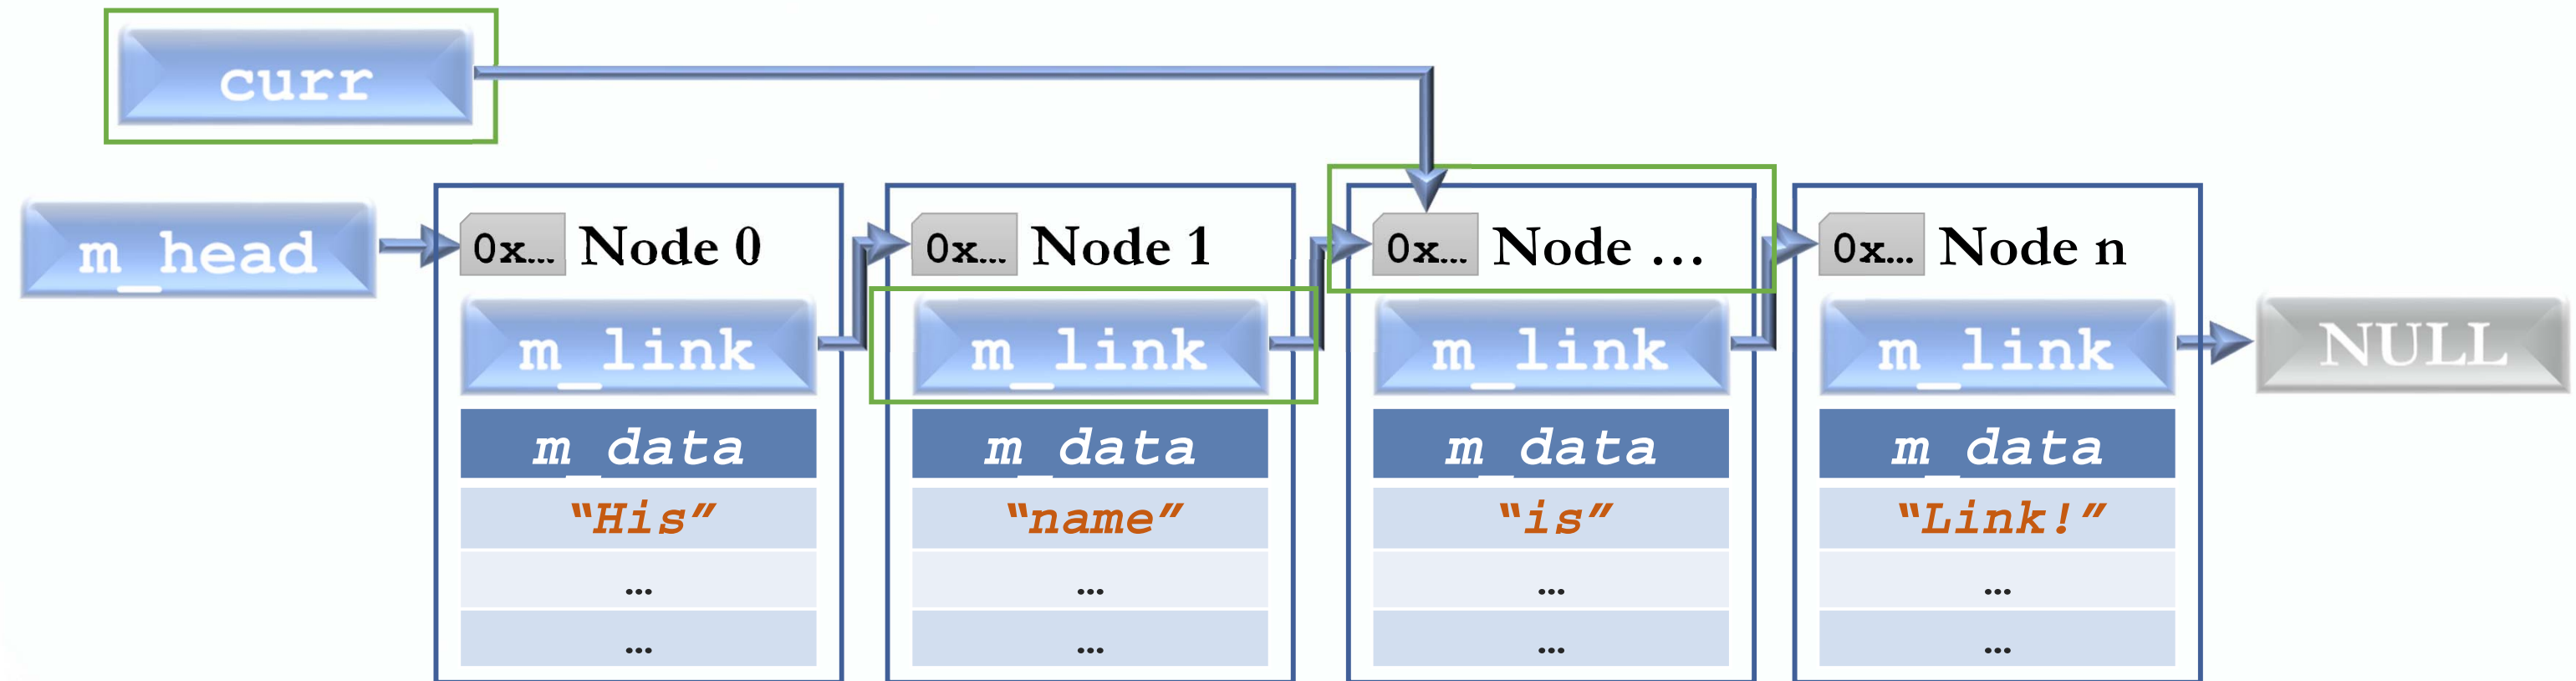 curr
m_head
0x… Node 0
0x… Node 1
0x… Node …
0x… Node n
m_link
m_link
m_link
m_link
NULL
m_data
m_data
m_data
m_data
“His”
“name”
“is”
“Link!”
…
…
…
…
…
…
…
…